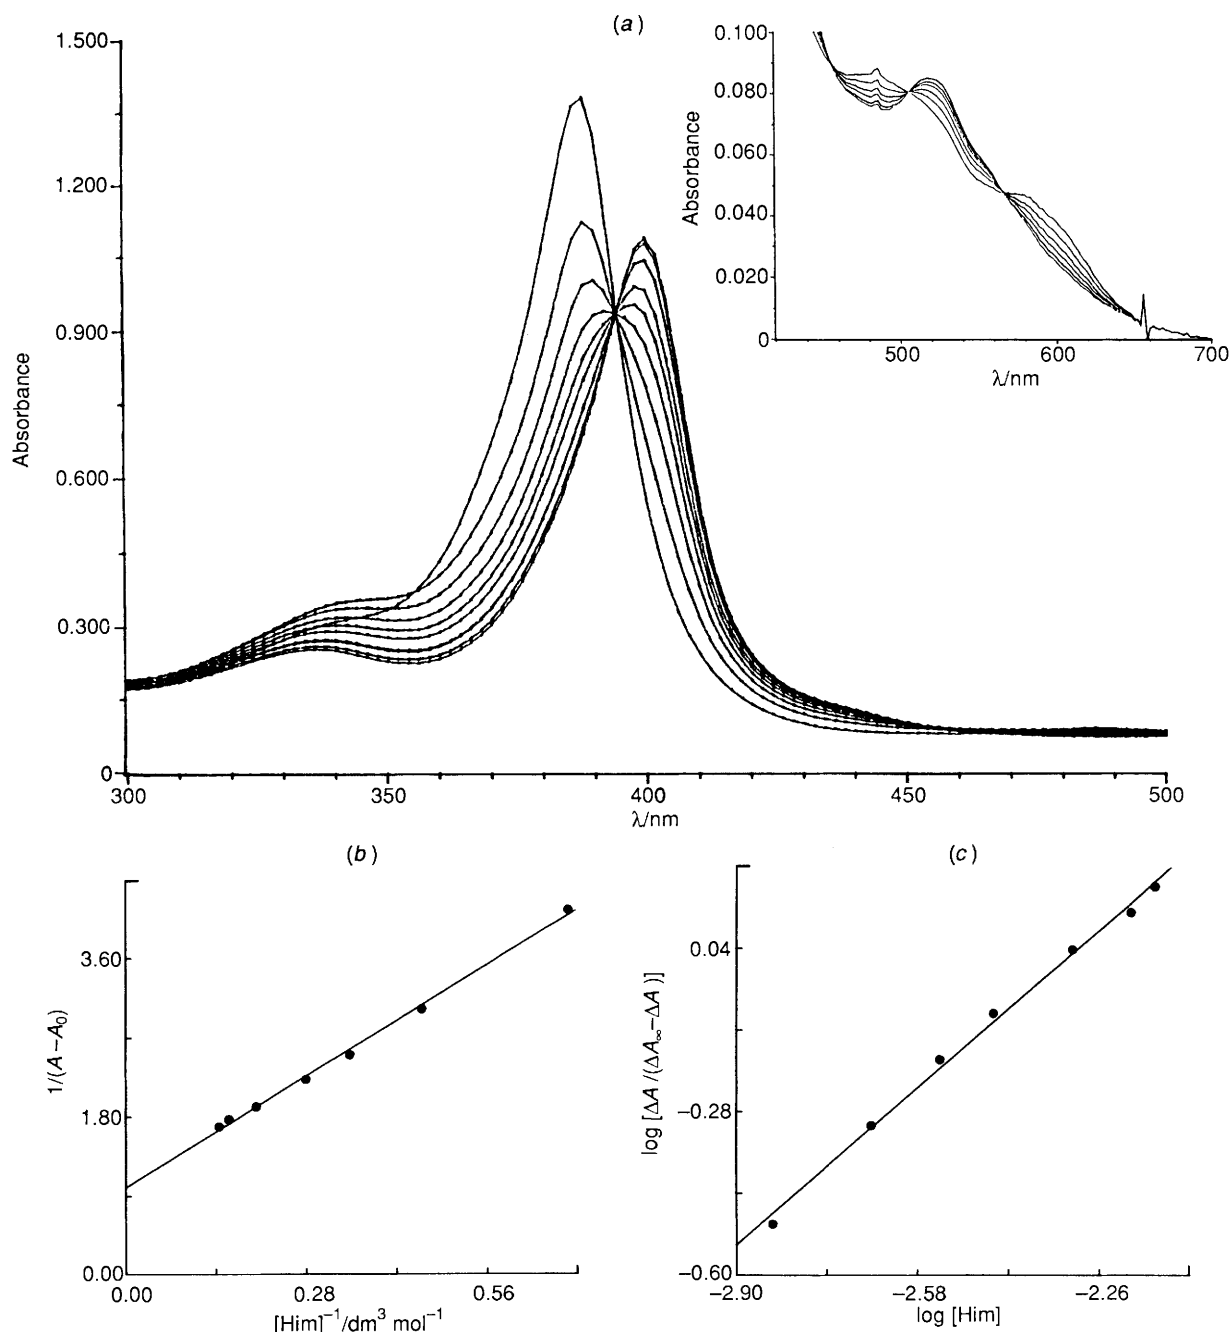 (a)
1.500
1.200
0.900
0.600
0.300
0
Absorbance
300
350
400
450
500
λ/nm
0.100
0.080
0.060
0.040
0.020
0
Absorbance
500
600
700
λ/nm
(b)
3.60
1.80
0.00
1/(A–A₀)
0.00
0.28
0.56
[Him]⁻¹/dm³ mol⁻¹
(c)
0.04
−0.28
−0.60
log [ΔA /(ΔA∞–ΔA )]
−2.90
−2.58
−2.26
log [Him]